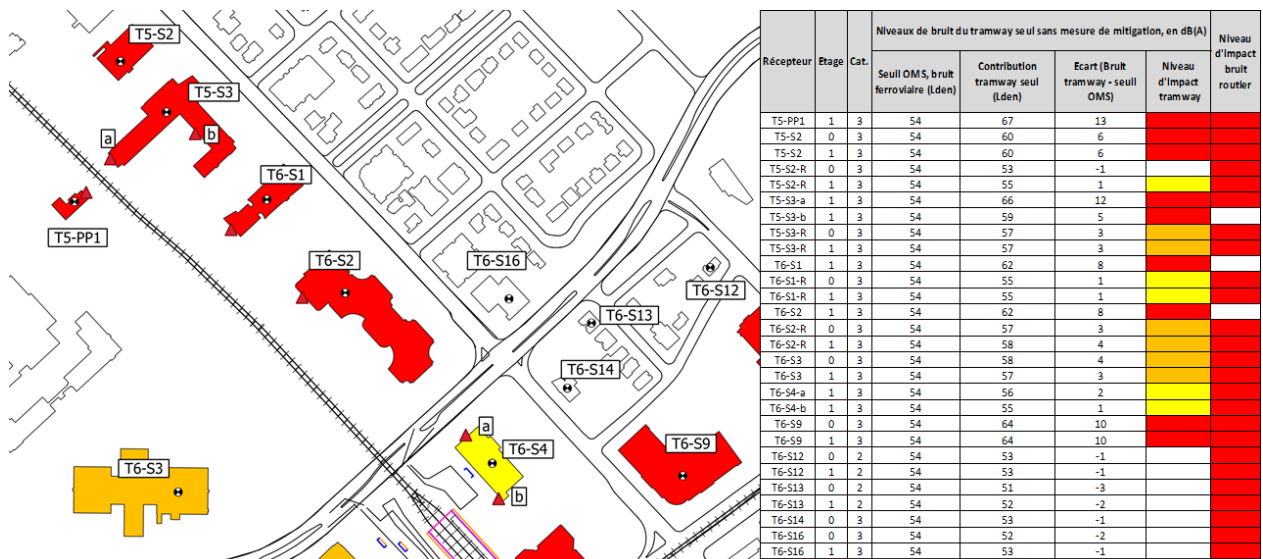 T5-S2
T5-S3
a
b
T6-S1
T5-PP1
T6-S2
T6-S16
T6-S12
T6-S13
T6-S14
a
T6-S4
T6-S9
T6-S3
b
Récepteur Etage Cat. Niveaux de bruit du tramway seul sans mesure de mitigation, en dB(A) Niveau d'impact bruit routier
Seuil OMS, bruit ferroviaire (Lden) Contribution tramway seul (Lden) Ecart (Bruit tramway - seuil OMS) Niveau d'impact tramway
T5-PP1 1 3 54 67 13
T5-S2 0 3 54 60 6
T5-S2 1 3 54 60 6
T5-S2-R 0 3 54 53 -1
T5-S2-R 1 3 54 55 1
T5-S3-a 1 3 54 66 12
T5-S3-b 1 3 54 59 5
T5-S3-R 0 3 54 57 3
T5-S3-R 1 3 54 57 3
T6-S1 1 3 54 62 8
T6-S1-R 0 3 54 55 1
T6-S1-R 1 3 54 55 1
T6-S2 1 3 54 62 8
T6-S2-R 0 3 54 57 3
T6-S2-R 1 3 54 58 4
T6-S3 0 3 54 58 4
T6-S3 1 3 54 57 3
T6-S4-a 1 3 54 56 2
T6-S4-b 1 3 54 55 1
T6-S9 0 3 54 64 10
T6-S9 1 3 54 64 10
T6-S12 0 2 54 53 -1
T6-S12 1 2 54 53 -1
T6-S13 0 2 54 51 -3
T6-S13 1 2 54 52 -2
T6-S14 0 3 54 53 -1
T6-S16 0 3 54 52 -2
T6-S16 1 3 54 53 -1